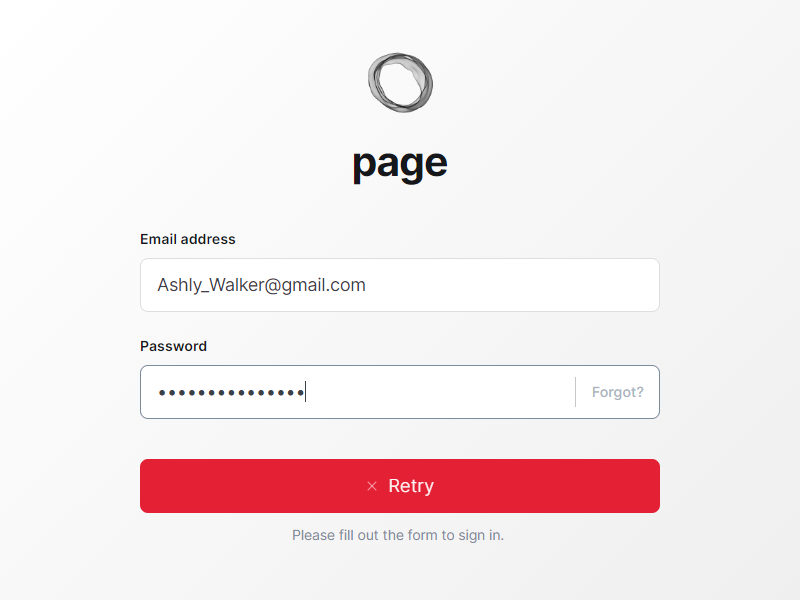 page
Email address
Ashly_Walker@gmail.com
Password
•••••••••••••••
Forgot?
Retry
Please fill out the form to sign in.